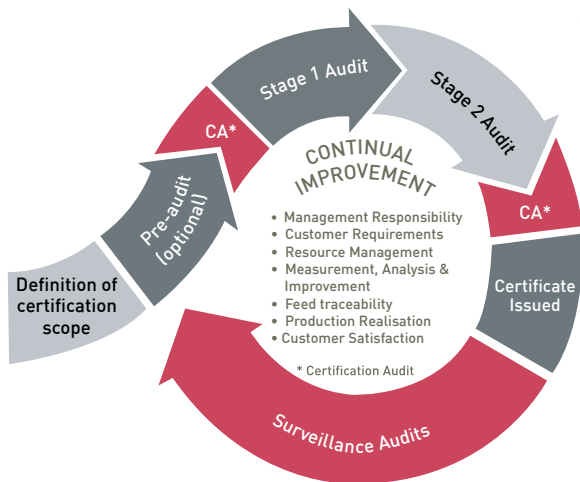 Definition of
certification
scope
Pre-audit
(optional)
CA*
Stage 1 Audit
Stage 2 Audit
CA*
Certificate
Issued
Surveillance Audits
CONTINUAL
IMPROVEMENT
• Management Responsibility
• Customer Requirements
• Resource Management
• Measurement, Analysis &
Improvement
• Feed traceability
• Production Realisation
• Customer Satisfaction
* Certification Audit